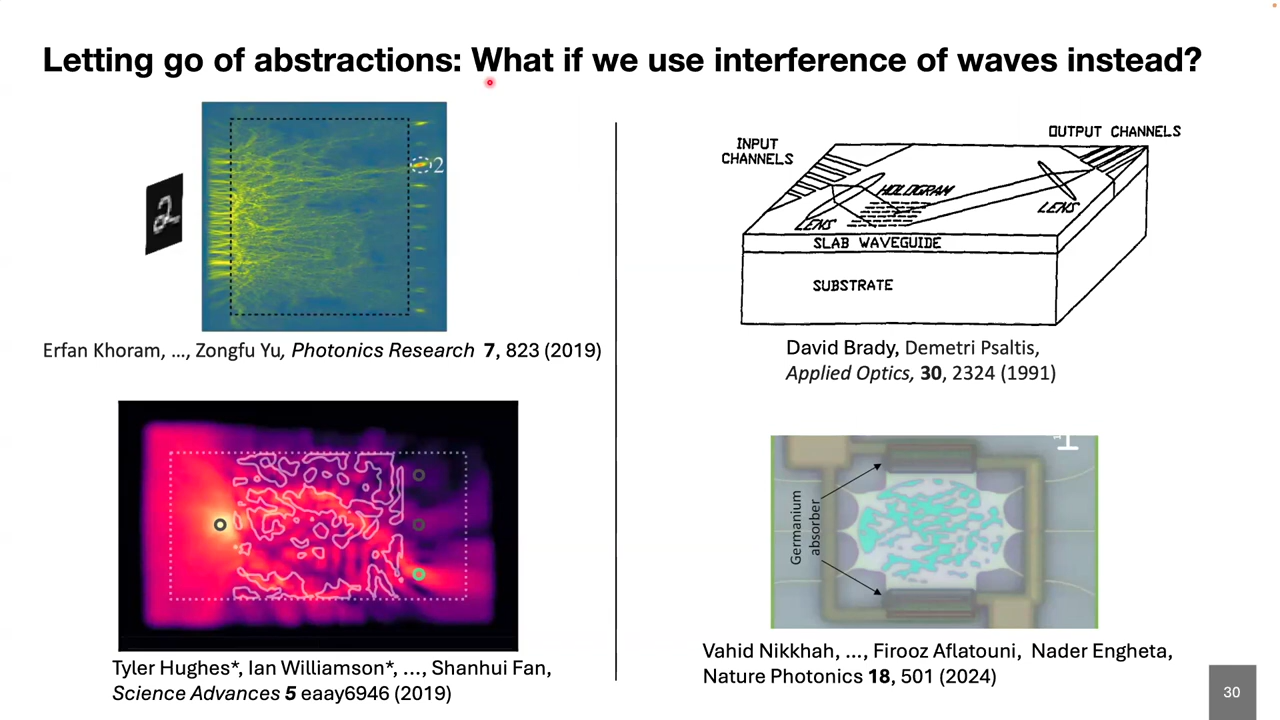 Letting go of abstractions: What if we use interference of waves instead?
2
2
Erfan Khoram, ..., Zongfu Yu, Photonics Research 7, 823 (2019)
INPUT
CHANNELS
OUTPUT CHANNELS
HOLOGRAM
LENS
LENS
SLAB WAVEGUIDE
SUBSTRATE
David Brady, Demetri Psaltis,
Applied Optics, 30, 2324 (1991)
Tyler Hughes*, Ian Williamson*, ..., Shanhui Fan,
Science Advances 5 eaay6946 (2019)
Germanium
absorber
Vahid Nikkhah, ..., Firooz Aflatouni, Nader Engheta,
Nature Photonics 18, 501 (2024)
30